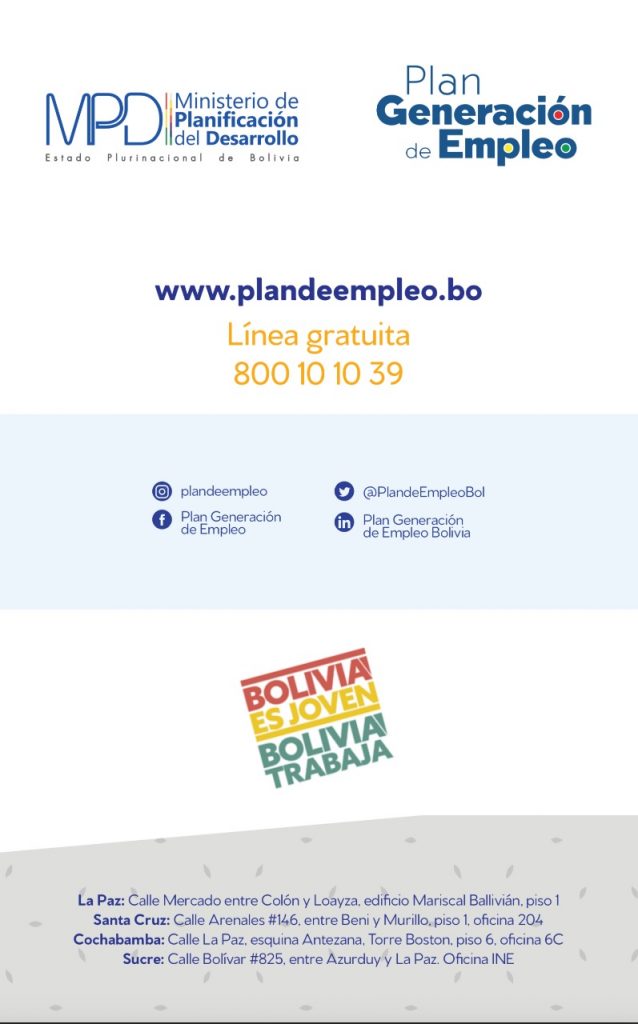 MPD
Ministerio de
Planificación
del Desarrollo
Estado Plurinacional de Bolivia
Plan
Generación
de Empleo
www.plandeempleo.bo
Línea gratuita
800 10 10 39
plandeempleo
@PlandeEmpleoBol
Plan Generación
de Empleo
Plan Generación
de Empleo Bolivia
BOLIVIA
ES JOVEN
BOLIVIA
TRABAJA
La Paz: Calle Mercado entre Colón y Loayza, edificio Mariscal Ballivián, piso 1
Santa Cruz: Calle Arenales #146, entre Beni y Murillo, piso 1, oficina 204
Cochabamba: Calle La Paz, esquina Antezana, Torre Boston, piso 6, oficina 6C
Sucre: Calle Bolívar #825, entre Azurduy y La Paz. Oficina INE